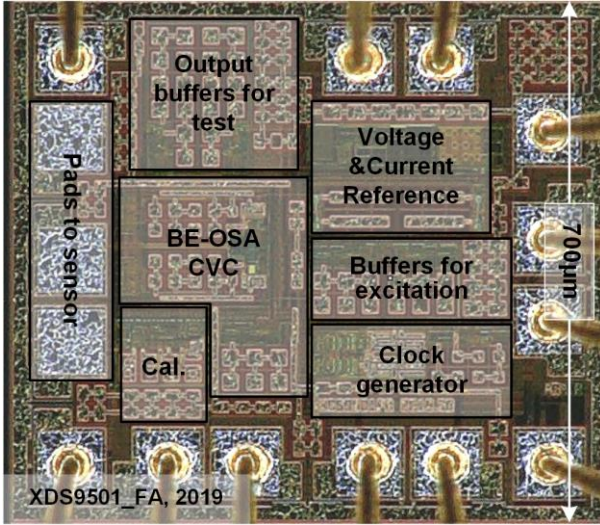 Output
buffers for
test
Voltage
&Current
Reference
Pads to sensor
BE-OSA
CVC
Buffers for
excitation
700μm
Cal.
Clock
generator
XDS9501_FA, 2019